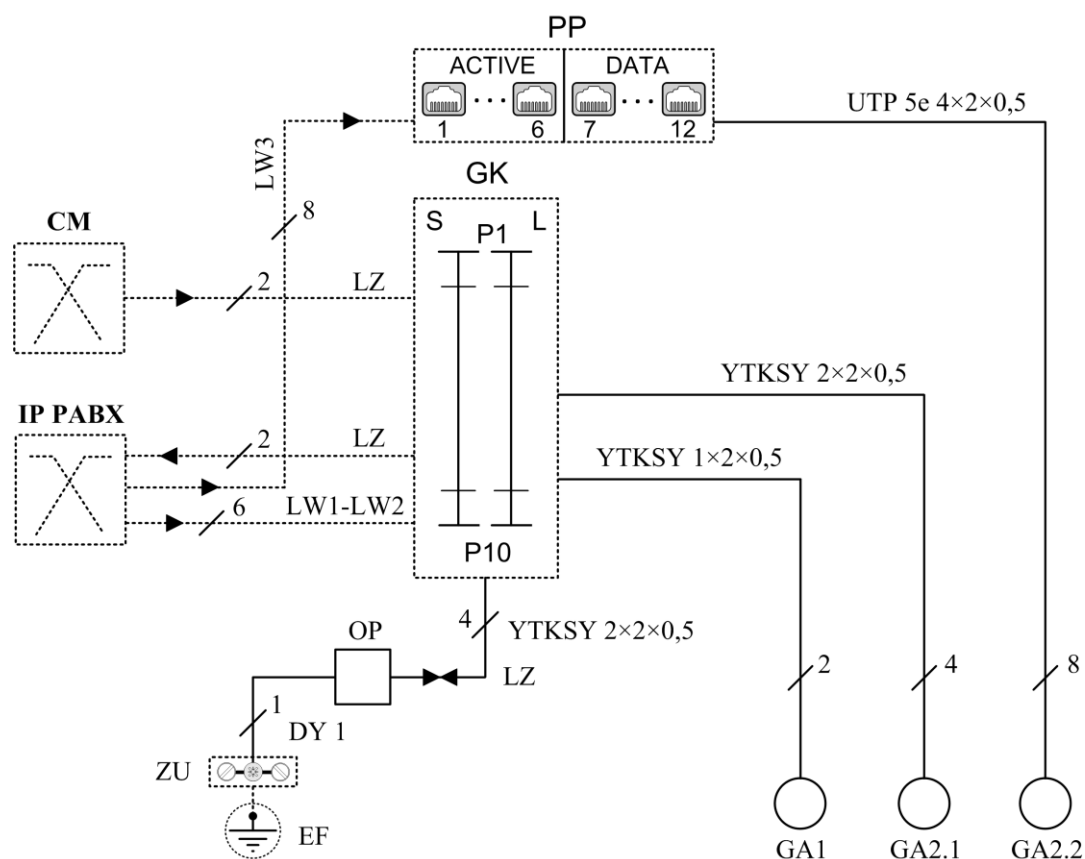 PP
ACTIVE DATA
1 6 7 12
UTP 5e 4×2×0,5
LW3
GK
8
CM
S P1 L
2 LZ
YTKSY 2×2×0,5
IP PABX
2 LZ
YTKSY 1×2×0,5
6 LW1-LW2
P10
4 YTKSY 2×2×0,5
OP
LZ
2 4 8
1
DY 1
ZU
EF
GA1 GA2.1 GA2.2